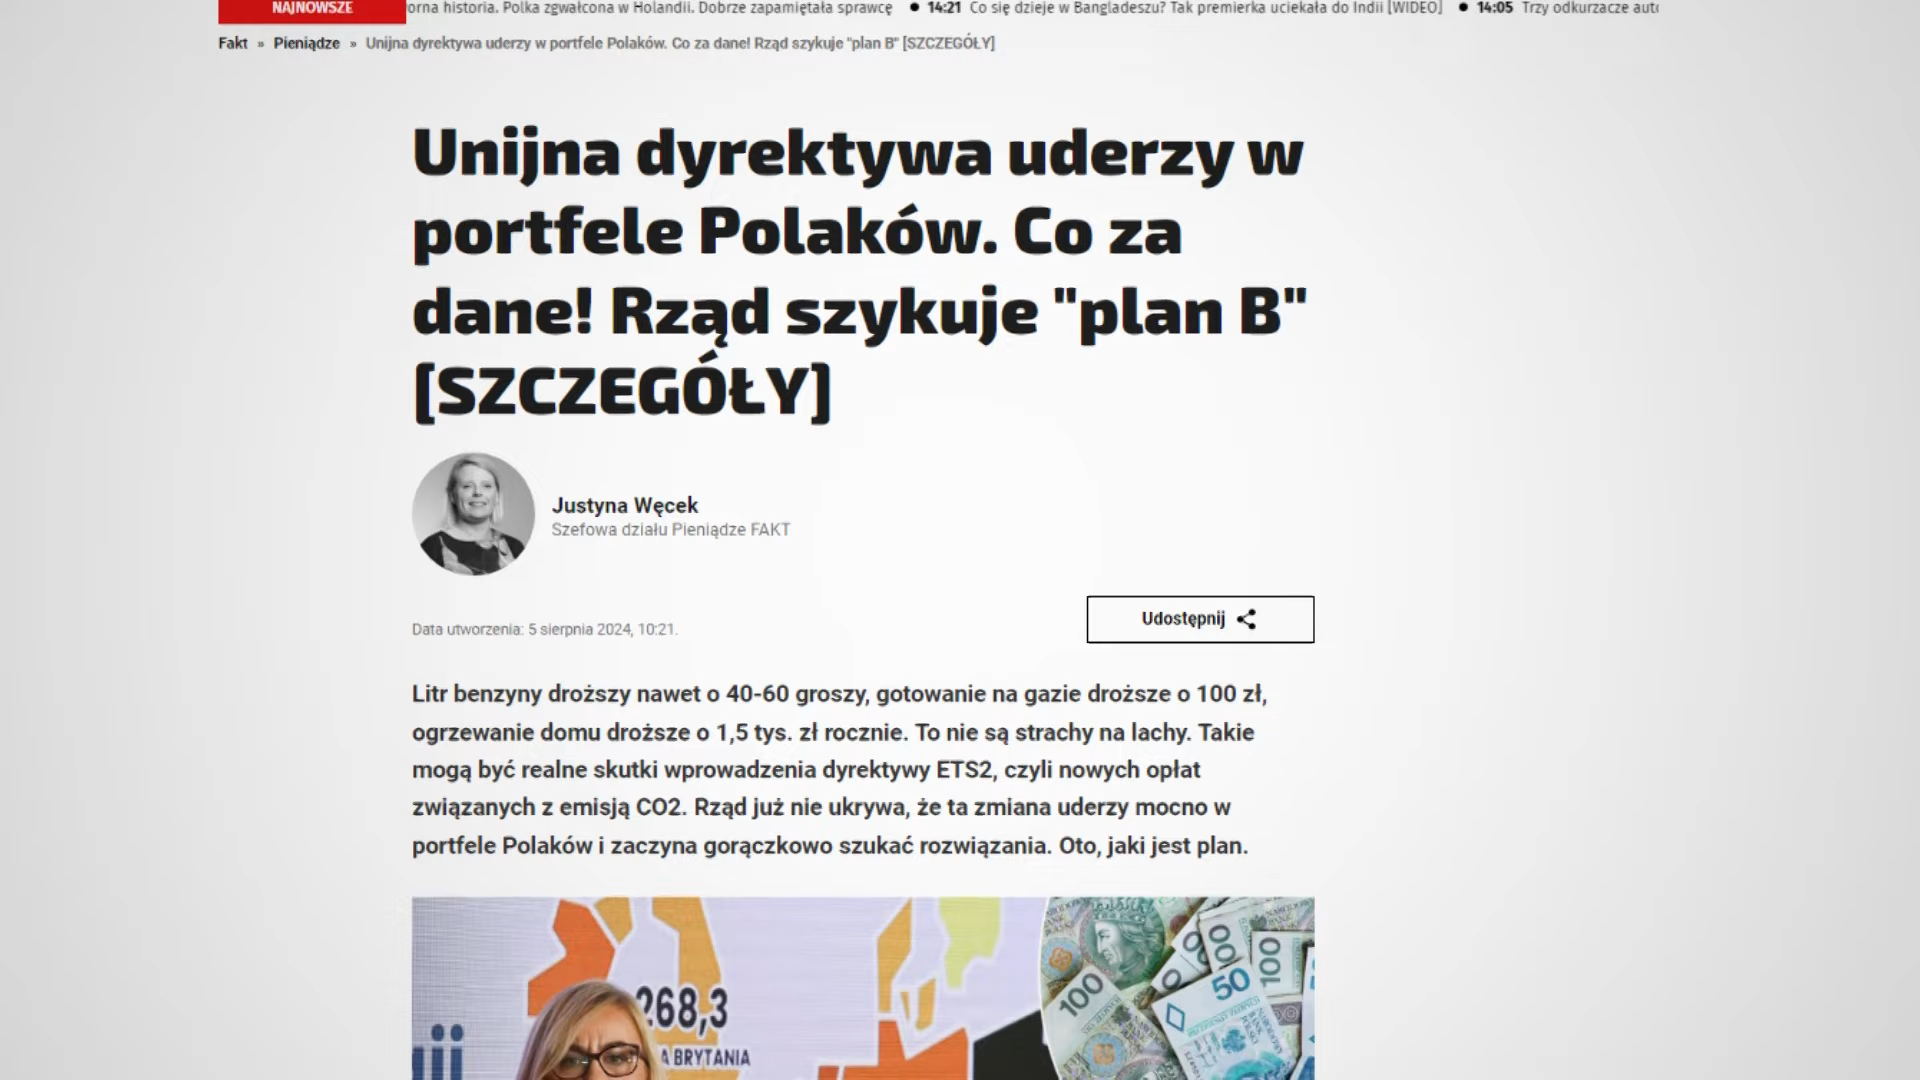 NAJNOWSZE
historia. Polka zgwałcona w Holandii. Dobrze zapamiętała sprawcę ● 14:21 Co się dzieje w Bangladeszu? Tak premierka uciekała do Indii [WIDEO] ● 14:05 Trzy odkurzacze
Fakt » Pieniądze » Unijna dyrektywa uderzy w portfele Polaków. Co za dane! Rząd szykuje "plan B" [SZCZEGÓŁY]
Unijna dyrektywa uderzy w
portfele Polaków. Co za
dane! Rząd szykuje "plan B"
[SZCZEGÓŁY]
Justyna Węcek
Szefowa działu Pieniądze FAKT
Udostępnij
Data utworzenia: 5 sierpnia 2024, 10:21.
Litr benzyny droższy nawet o 40-60 groszy, gotowanie na gazie droższe o 100 zł,
ogrzewanie domu droższe o 1,5 tys. zł rocznie. To nie są strachy na lachy. Takie
mogą być realne skutki wprowadzenia dyrektywy ETS2, czyli nowych opłat
związanych z emisją CO2. Rząd już nie ukrywa, że ta zmiana uderzy mocno w
portfele Polaków i zaczyna gorączkowo szukać rozwiązania. Oto, jaki jest plan.
268,3
BRYTANIA
100
50
100